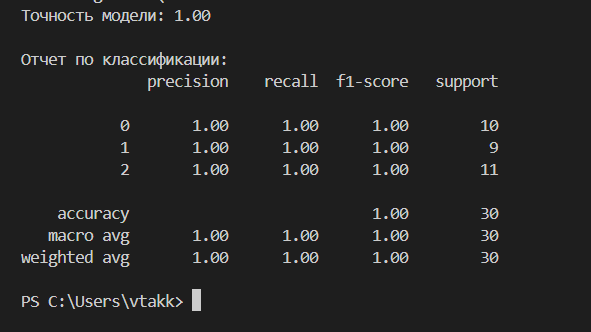 Точность модели: 1.00
Отчет по классификации:
precision recall f1-score support
0 1.00 1.00 1.00 10
1 1.00 1.00 1.00 9
2 1.00 1.00 1.00 11
accuracy 1.00 30
macro avg 1.00 1.00 1.00 30
weighted avg 1.00 1.00 1.00 30
PS C:\Users\vtakk>